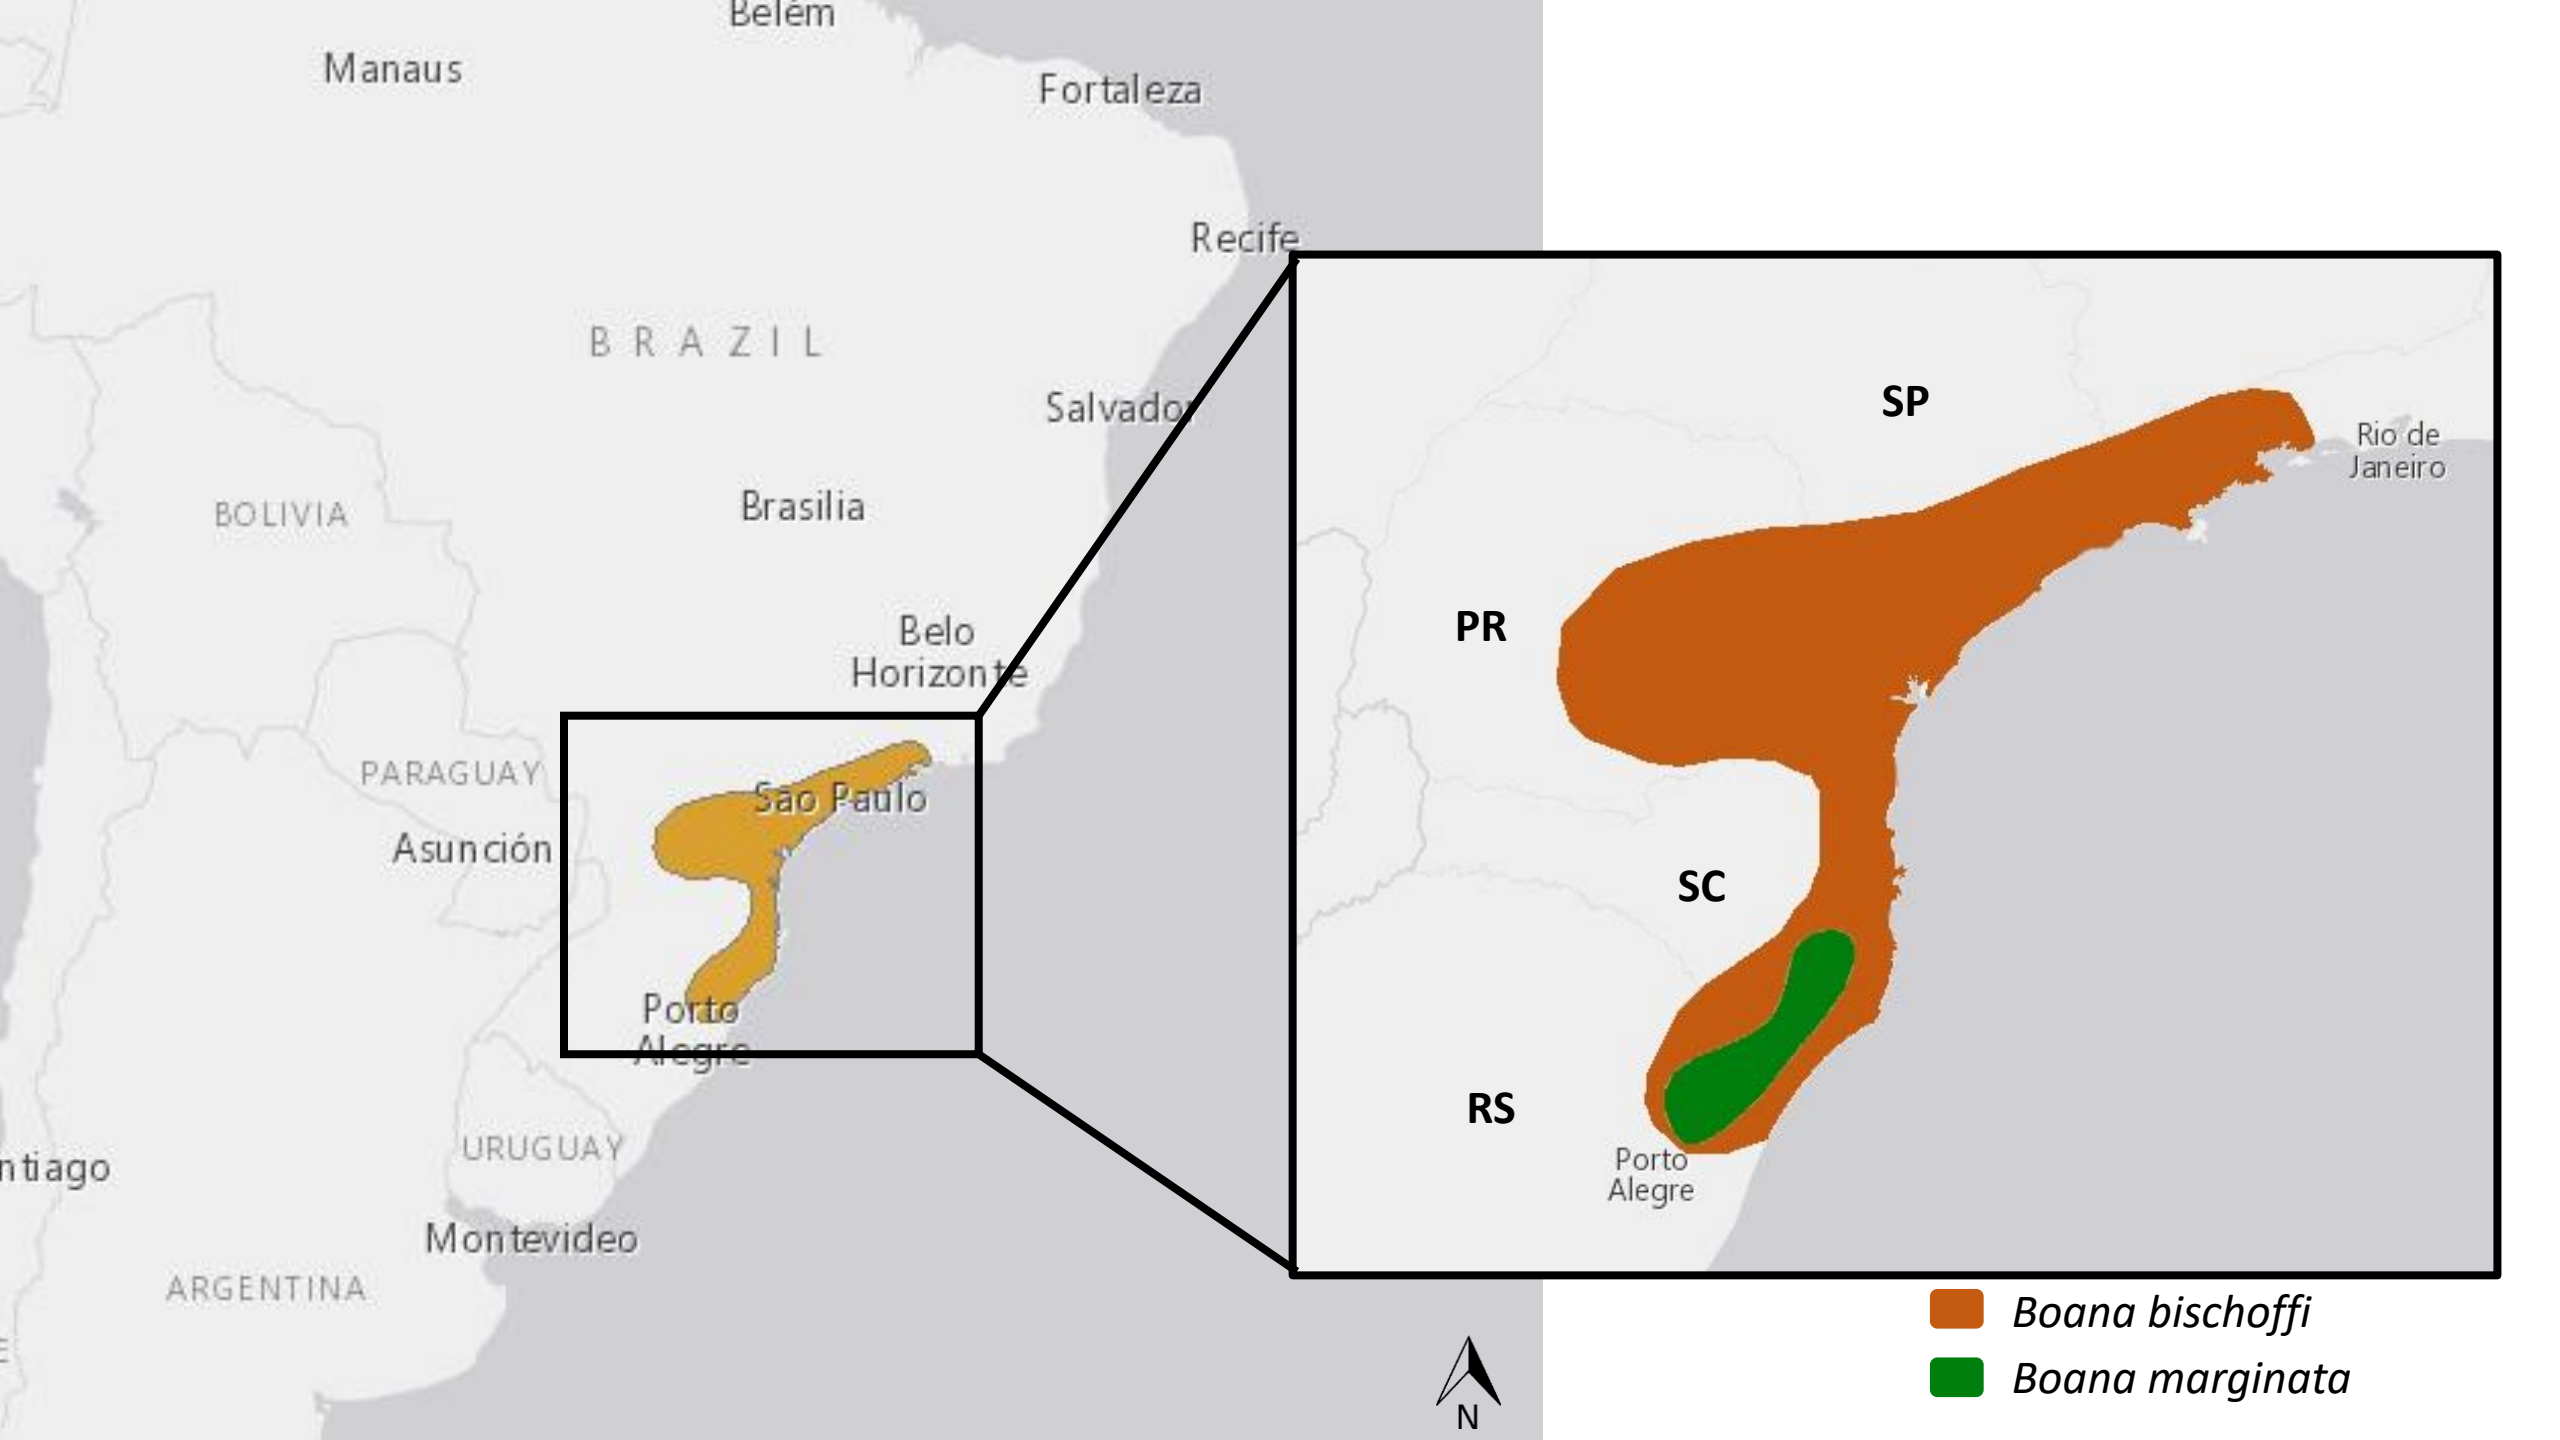 Belém
Manaus
Fortaleza
Recife
BRAZIL
Salvador
Brasilia
BOLIVIA
Belo
Horizonte
PARAGUAY
Sao Paulo
Asunción
Porto
Alegre
URUGUAY
ntiago
Montevideo
ARGENTINA
N
SP
Rio de
Janeiro
PR
SC
RS
Porto
Alegre
Boana bischoffi
Boana marginata